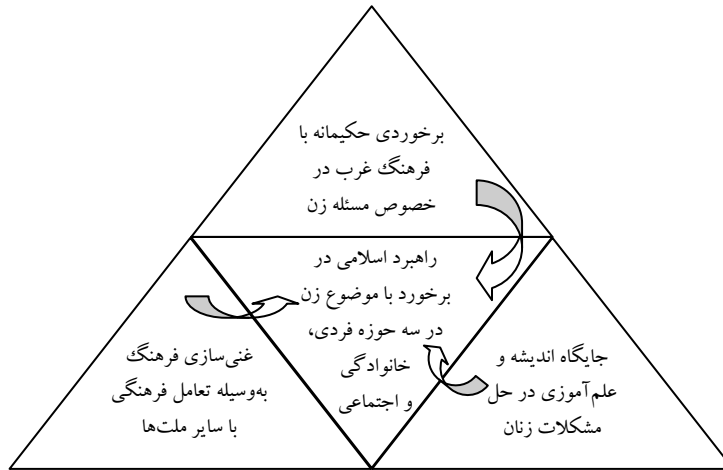 برخوردی حکیمانه با
فرهنگ غرب در
خصوص مسئله زن
راهبرد اسلامی در
برخورد با موضوع زن
در سه حوزه فردی،
خانوادگی
و اجتماعی
جایگاه اندیشه و
علم‌آموزی در حل
مشکلات زنان
غنی‌سازی فرهنگ
به‌وسیله تعامل فرهنگی
با سایر ملت‌ها